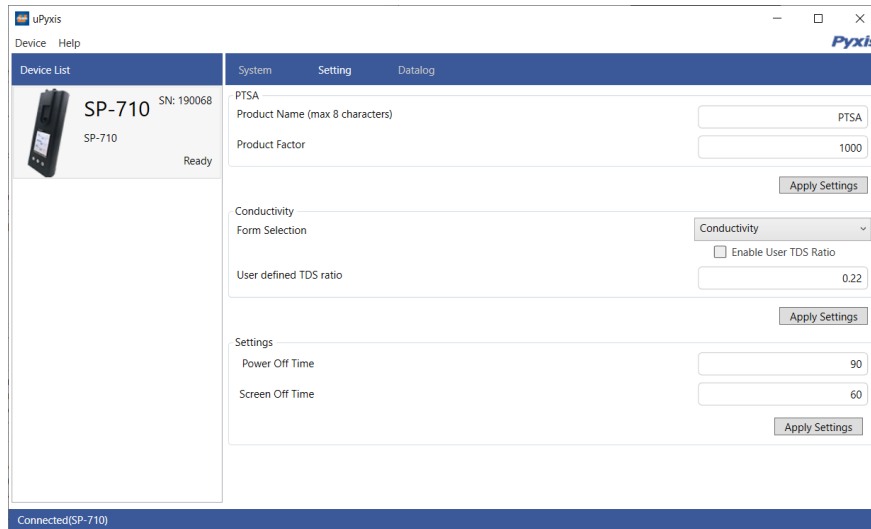 uPyxis
Device Help
Pyxis
Device List
System Setting Datalog
SP-710 SN: 190068
SP-710
Ready
PTSA
Product Name (max 8 characters) PTSA
Product Factor 1000
Apply Settings
Conductivity
Form Selection Conductivity
Enable User TDS Ratio
User defined TDS ratio 0.22
Apply Settings
Settings
Power Off Time 90
Screen Off Time 60
Apply Settings
Connected(SP-710)